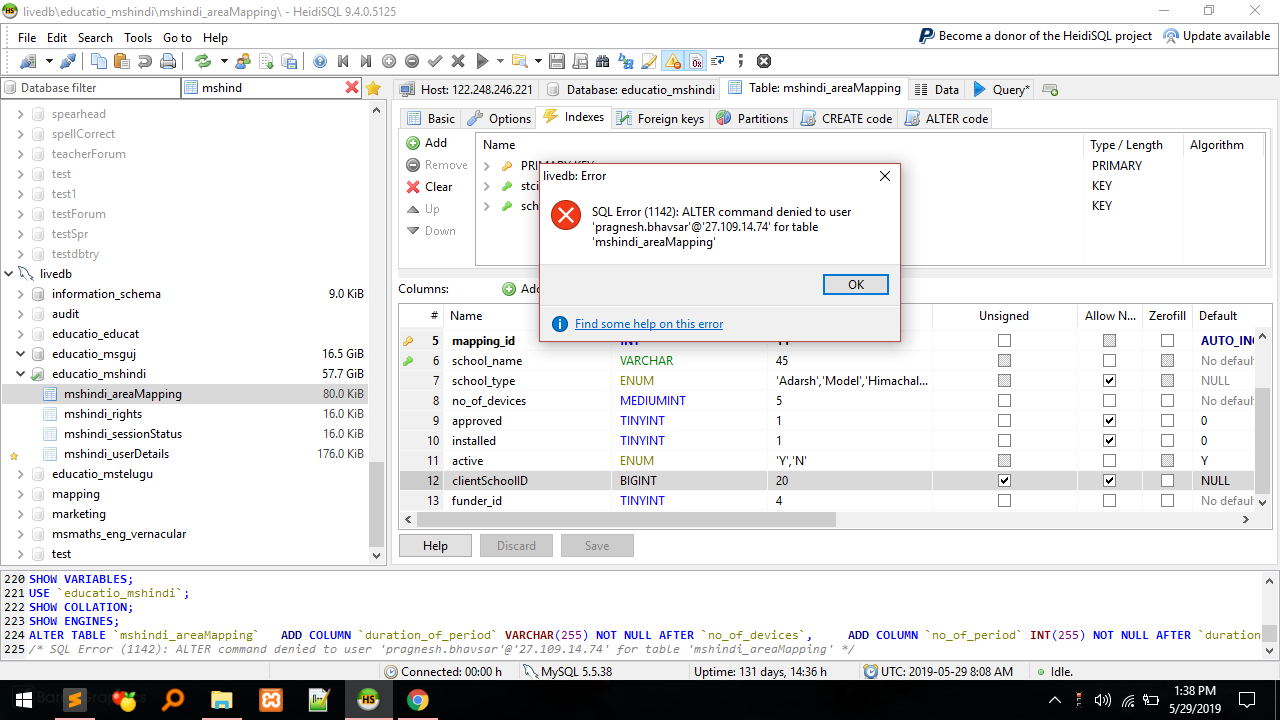 livedb\educatio_mshindi\mshindi_areaMapping\ - HeidiSQL 9.4.0.5125
File Edit Search Tools Go to Help
Become a donor of the HeidiSQL project Update available
Database filter mshind
Host: 122.248.246.221 Database: educatio_mshindi Table: mshindi_areaMapping Data Query*
Basic Options Indexes Foreign keys Partitions CREATE code ALTER code
spearhead
spellCorrect
teacherForum
test
test1
testForum
testSpr
testdbtry
livedb
information_schema 9.0 KiB
audit
educatio_educat
educatio_msguj 16.5 GiB
educatio_mshindi 57.7 GiB
mshindi_areaMapping 80.0 KiB
mshindi_rights 16.0 KiB
mshindi_sessionStatus 16.0 KiB
mshindi_userDetails 176.0 KiB
educatio_mstelugu
mapping
marketing
msmaths_eng_vernacular
test
Add
Remove
Clear
Up
Down
Name Type / Length Algorithm
PRIMARY KEY PRIMARY
stci KEY
sch KEY
livedb: Error
SQL Error (1142): ALTER command denied to user
'pragnesh.bhavsar'@'27.109.14.74' for table
'mshindi_areaMapping'
OK
Find some help on this error
Columns: Add
# Name Unsigned Allow N... Zerofill Default
5 mapping_id INT 11 AUTO_INC
6 school_name VARCHAR 45 No defau
7 school_type ENUM 'Adarsh','Model','Himachal... NULL
8 no_of_devices MEDIUMINT 5 No defau
9 approved TINYINT 1 0
10 installed TINYINT 1 0
11 active ENUM 'Y','N' Y
12 clientSchoolID BIGINT 20 NULL
13 funder_id TINYINT 4 No defau
Help Discard Save
220 SHOW VARIABLES;
221 USE `educatio_mshindi`;
222 SHOW COLLATION;
223 SHOW ENGINES;
224 ALTER TABLE `mshindi_areaMapping` ADD COLUMN `duration_of_period` VARCHAR(255) NOT NULL AFTER `no_of_devices`, ADD COLUMN `no_of_period` INT(255) NOT NULL AFTER `duration
225 /* SQL Error (1142): ALTER command denied to user 'pragnesh.bhavsar'@'27.109.14.74' for table 'mshindi_areaMapping' */
Connected: 00:00 h MySQL 5.5.38 Uptime: 131 days, 14:36 h UTC: 2019-05-29 8:08 AM Idle.
HS
1:38 PM
5/29/2019